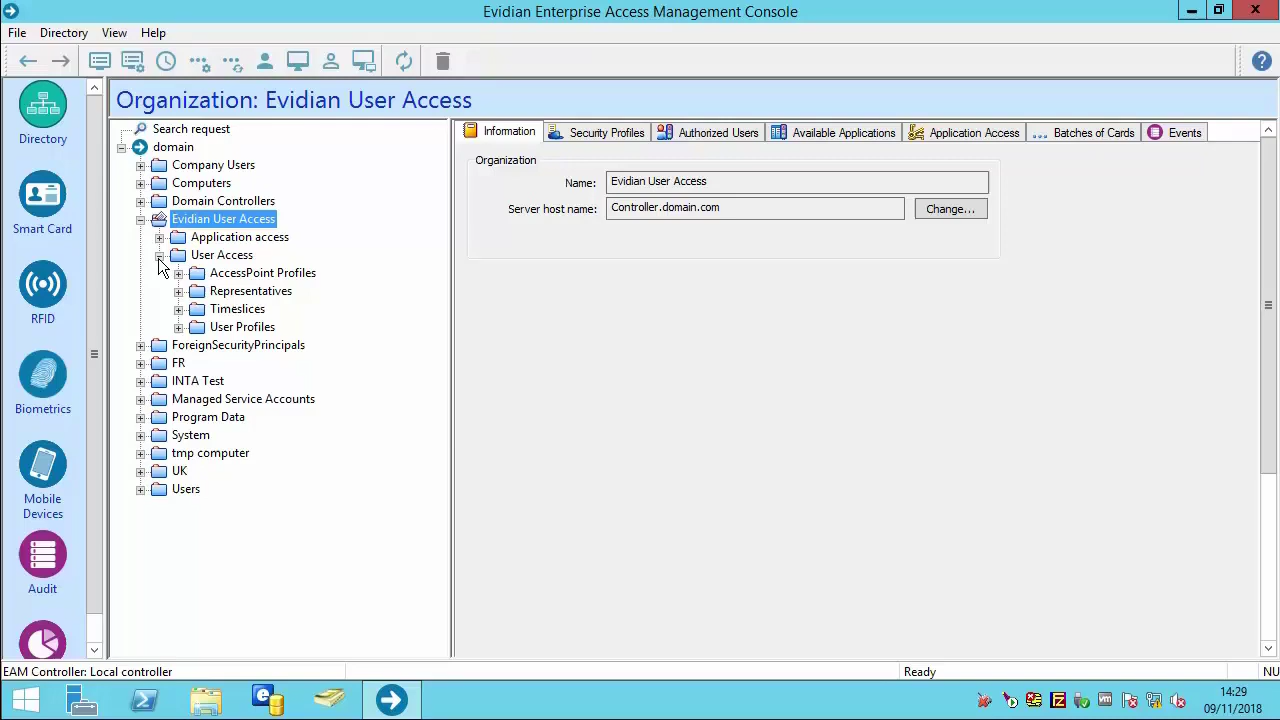 Evidian Enterprise Access Management Console
File Directory View Help
Organization: Evidian User Access
Directory
Smart Card
RFID
Biometrics
Mobile
Devices
Audit
Search request
domain
Company Users
Computers
Domain Controllers
Evidian User Access
Application access
User Access
AccessPoint Profiles
Representatives
Timeslices
User Profiles
ForeignSecurityPrincipals
FR
INTA Test
Managed Service Accounts
Program Data
System
tmp computer
UK
Users
Information Security Profiles Authorized Users Available Applications Application Access Batches of Cards Events
Organization
Name: Evidian User Access
Server host name: Controller.domain.com Change...
EAM Controller: Local controller Ready NU
14:29
09/11/2018